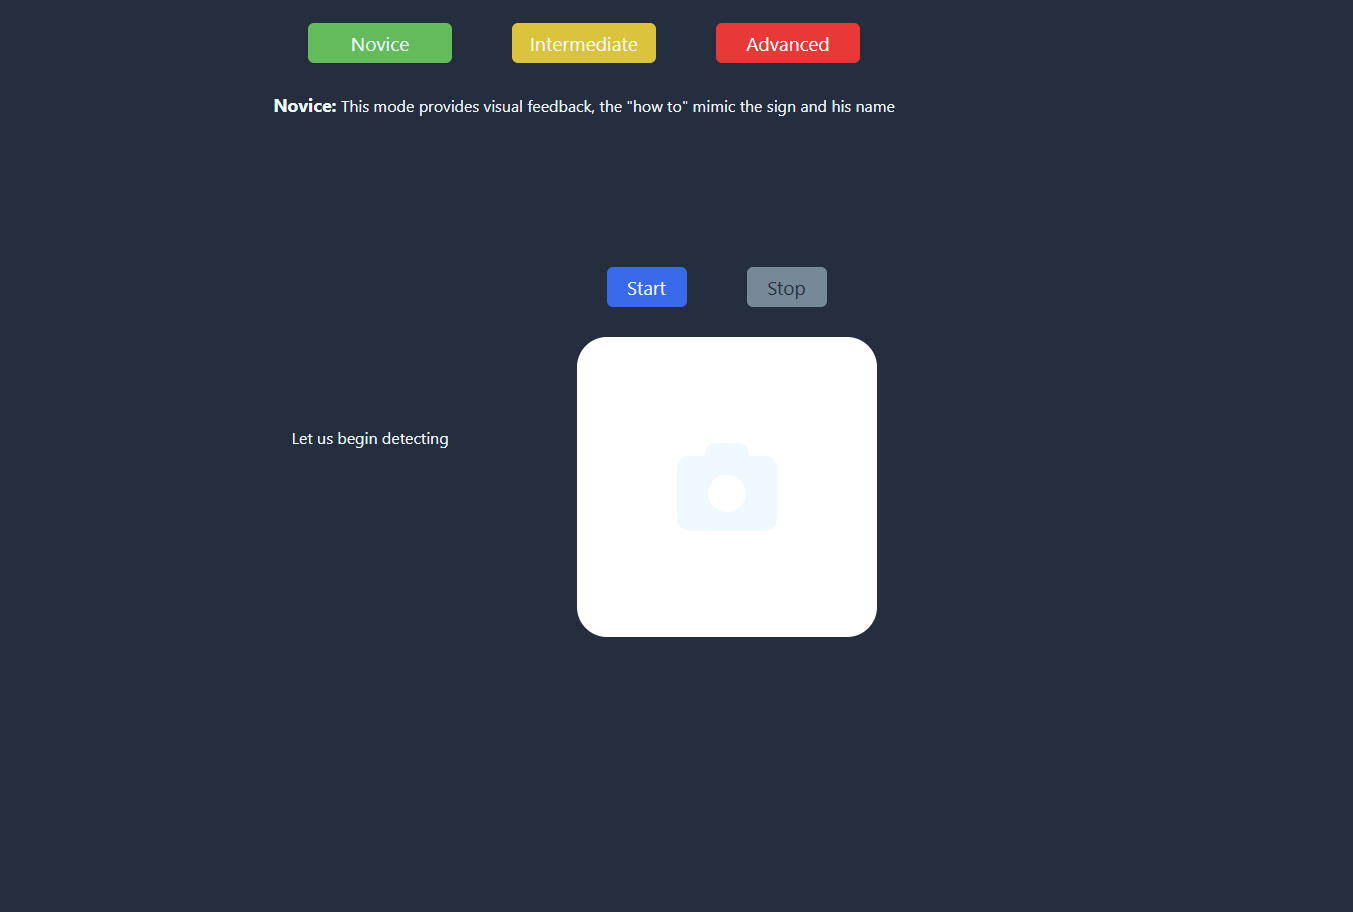 Novice
Intermediate
Advanced
Novice: This mode provides visual feedback, the "how to" mimic the sign and his name
Start
Stop
Let us begin detecting